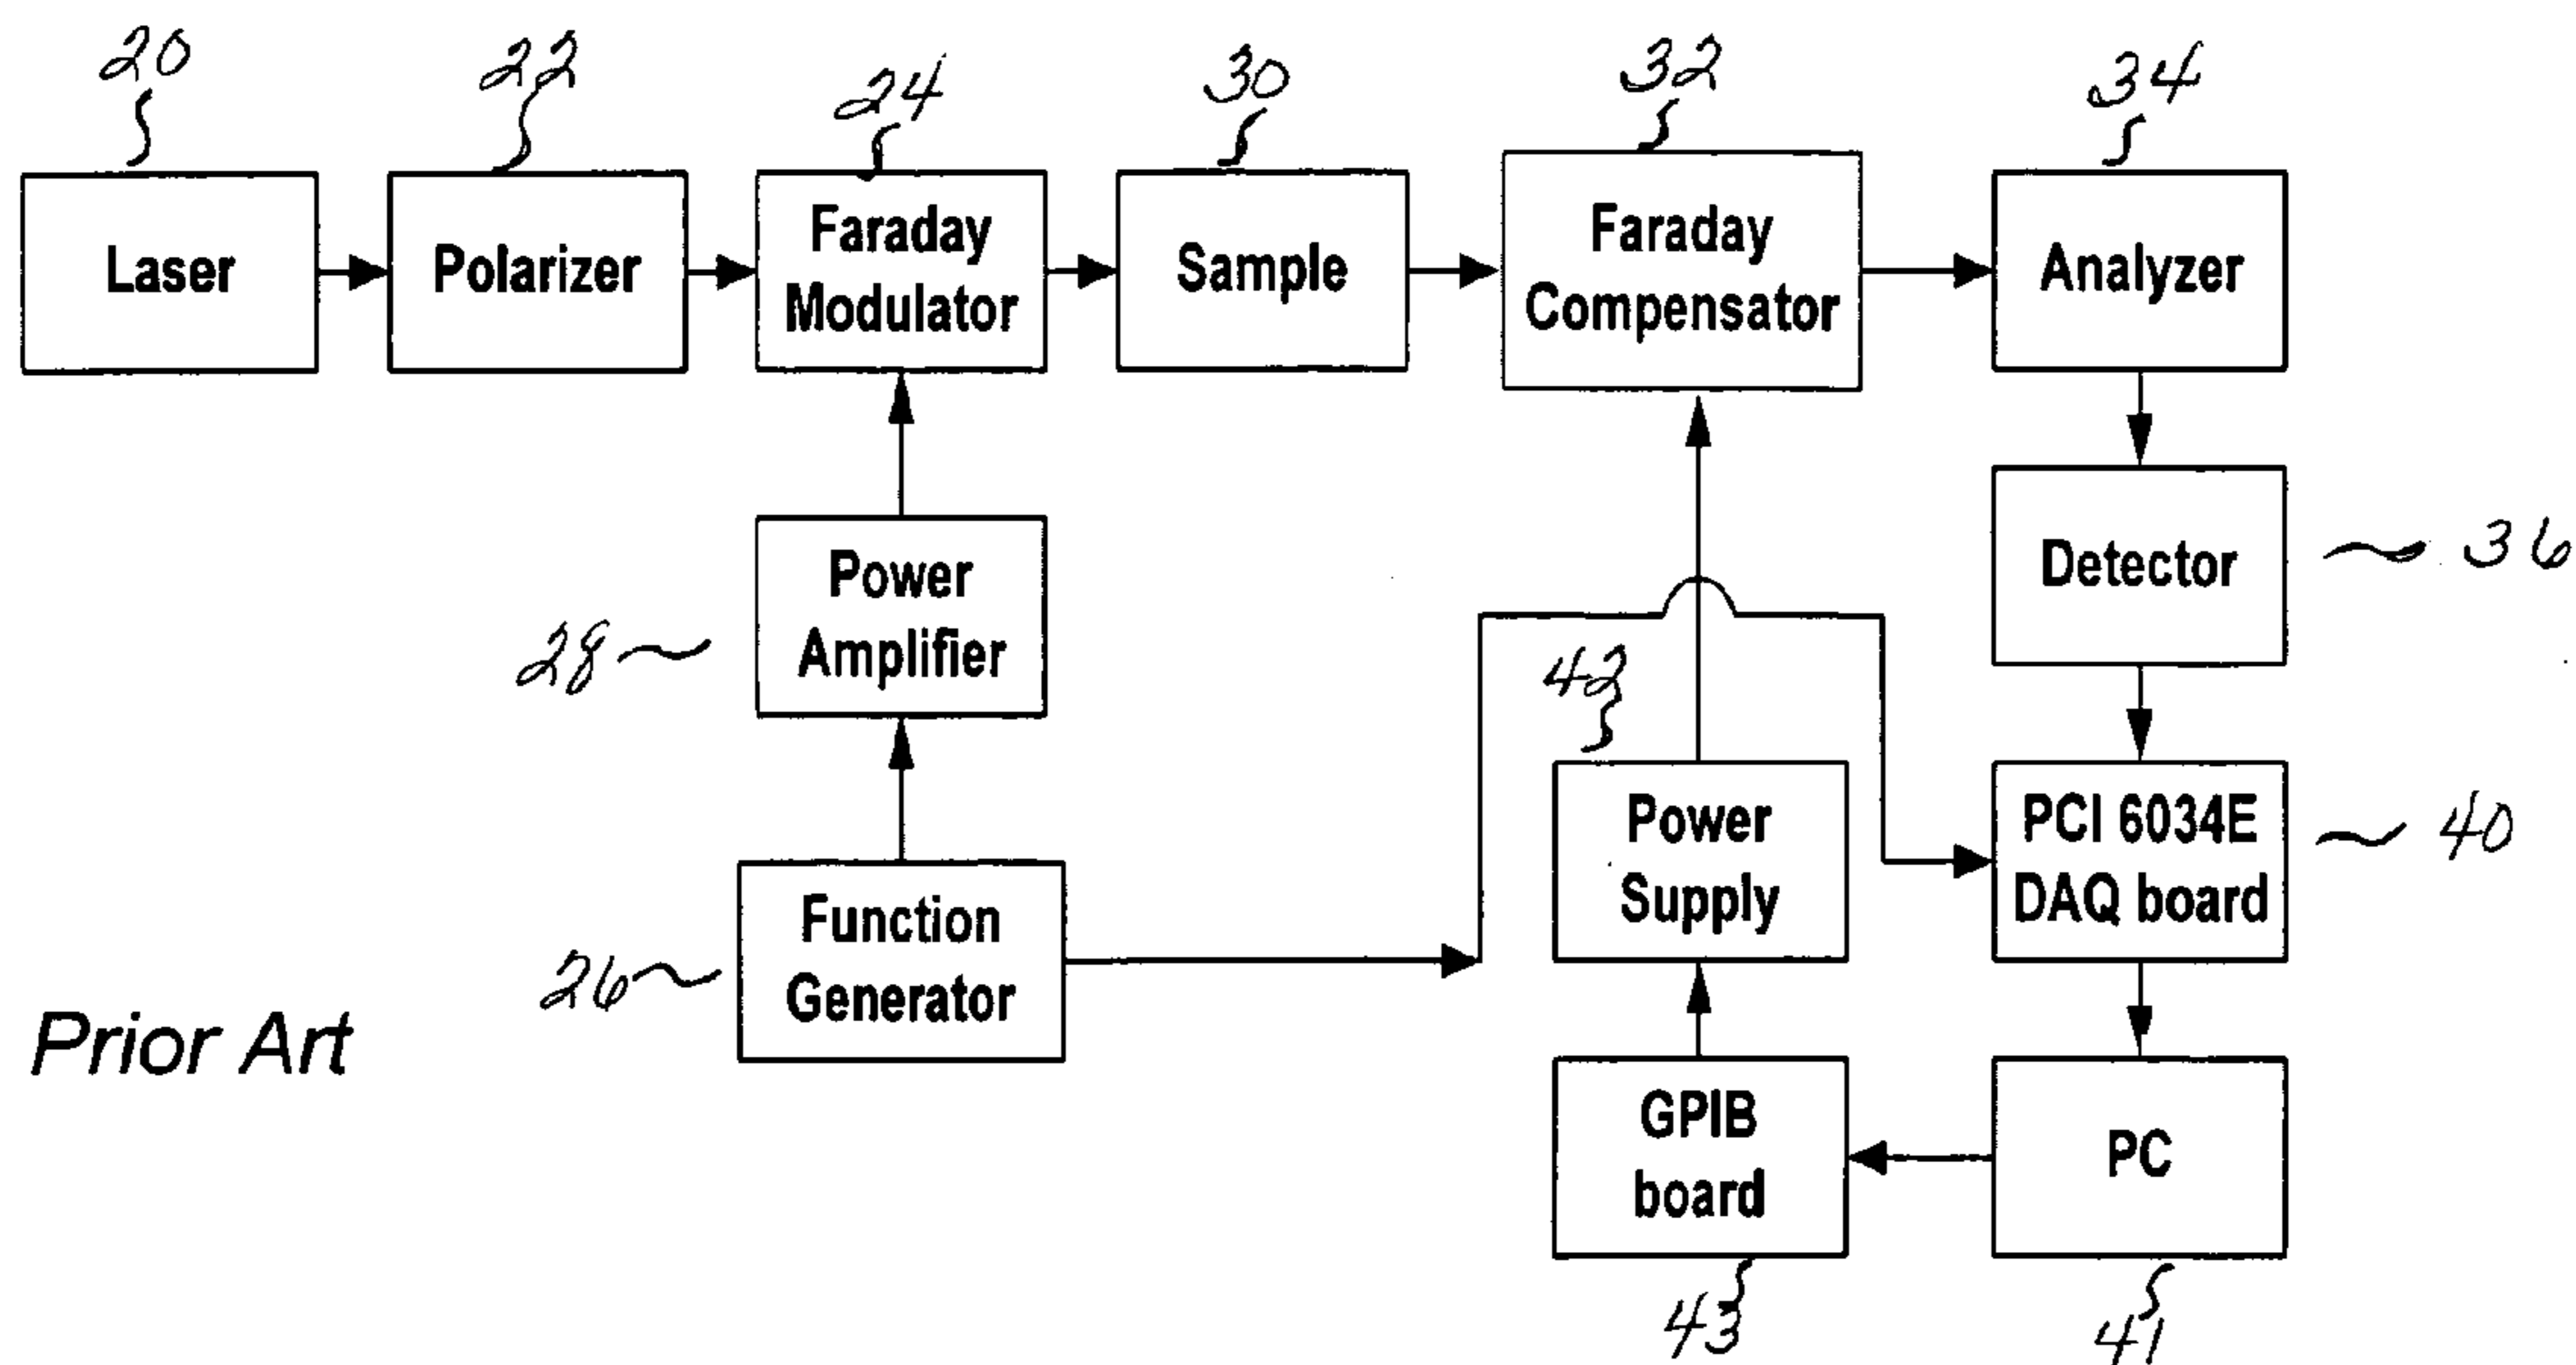 20
22
24
30
32
34
Laser
Polarizer
Faraday
Modulator
Sample
Faraday
Compensator
Analyzer
Power
Amplifier
28
Detector
36
42
Power
Supply
PCI 6034E
DAQ board
40
Function
Generator
26
Prior Art
GPIB
board
PC
43
41